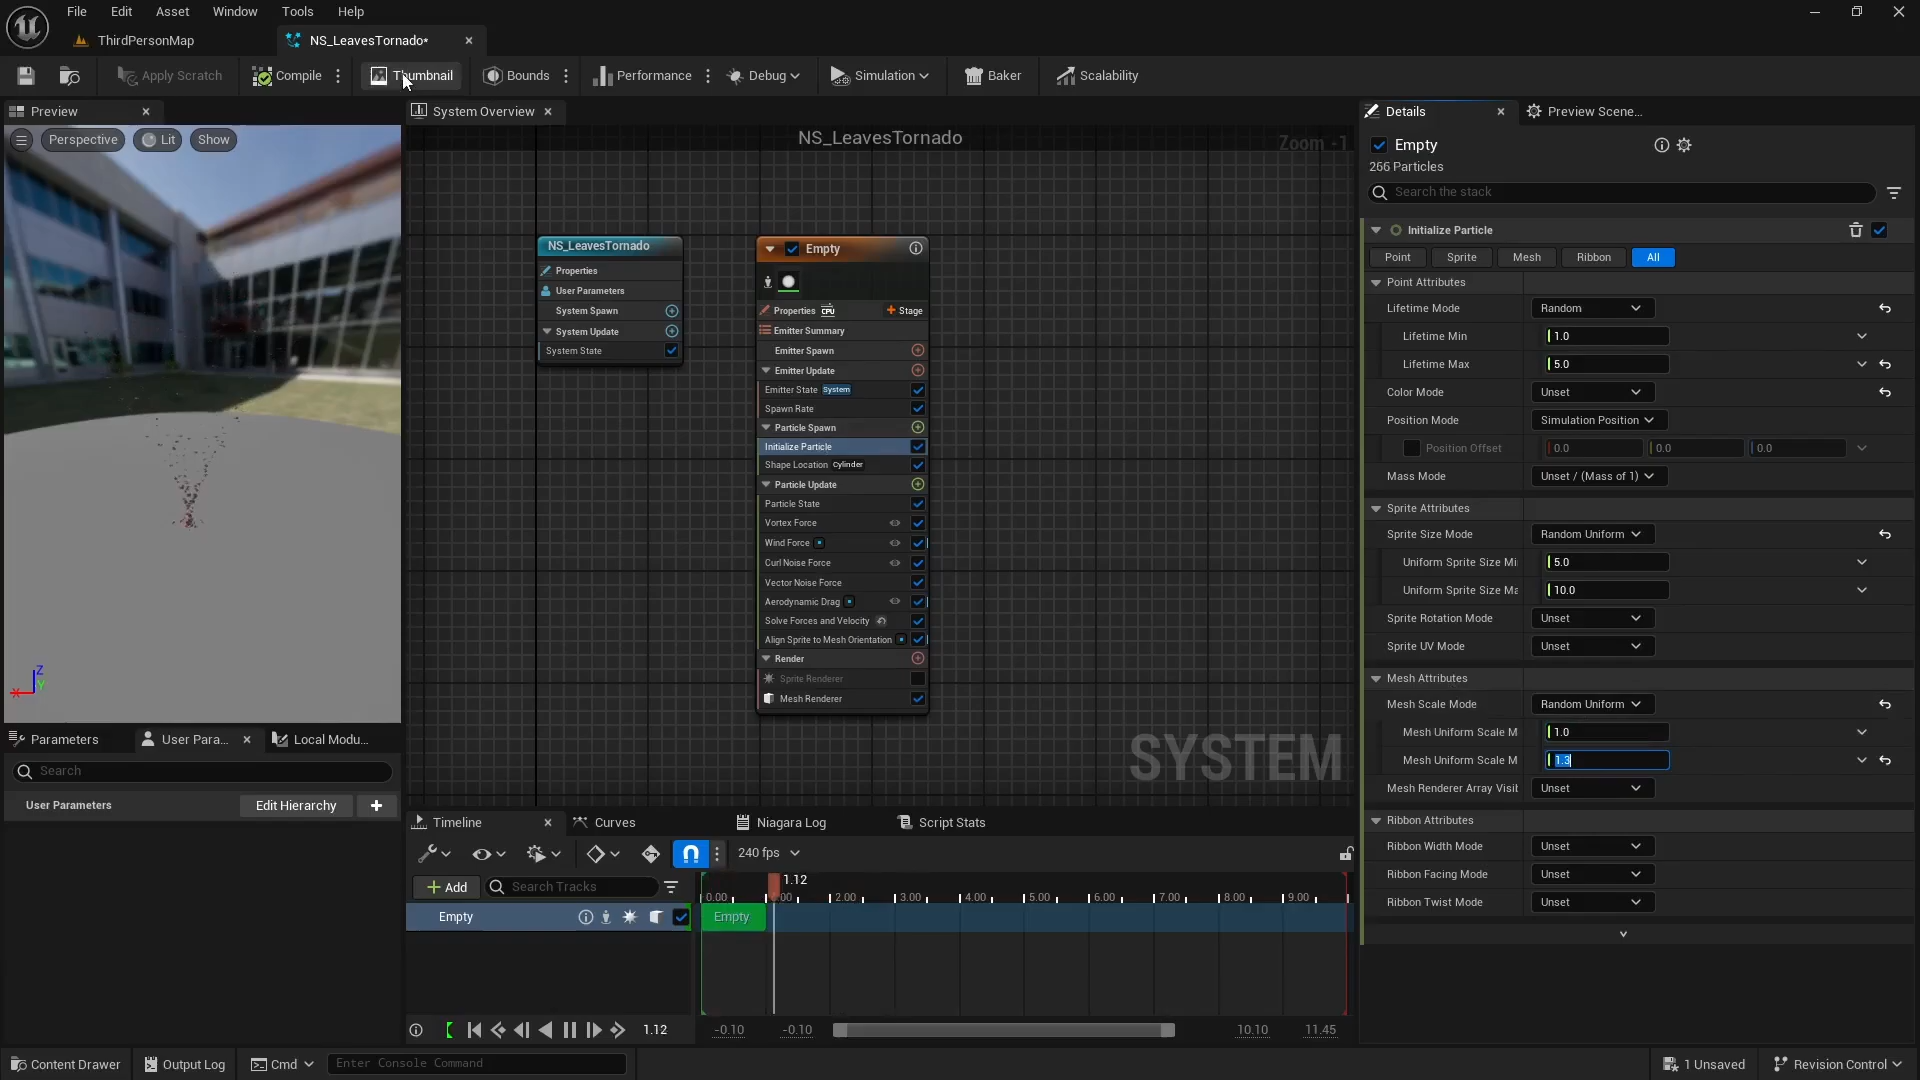 File Edit Asset Window Tools Help
ThirdPersonMap NS_LeavesTornado*
Apply Scratch Compile Thumbnail Bounds Performance Debug Simulation Baker Scalability
Preview System Overview Details Preview Scene...
Perspective Lit Show
NS_LeavesTornado
Zoom -1
NS_LeavesTornado
Properties
User Parameters
System Spawn
System Update
System State
Empty
Properties CPU Stage
Emitter Summary
Emitter Spawn
Emitter Update
Emitter State System
Spawn Rate
Particle Spawn
Initialize Particle
Shape Location Cylinder
Particle Update
Particle State
Vortex Force
Wind Force
Curl Noise Force
Vector Noise Force
Aerodynamic Drag
Solve Forces and Velocity
Align Sprite to Mesh Orientation
Render
Sprite Renderer
Mesh Renderer
SYSTEM
Z
X Y
Empty
266 Particles
Search the stack
Initialize Particle
Point Sprite Mesh Ribbon All
Point Attributes
Lifetime Mode Random
Lifetime Min 1.0
Lifetime Max 5.0
Color Mode Unset
Position Mode Simulation Position
Position Offset 0.0 0.0 0.0
Mass Mode Unset / (Mass of 1)
Sprite Attributes
Sprite Size Mode Random Uniform
Uniform Sprite Size Mi 5.0
Uniform Sprite Size Ma 10.0
Sprite Rotation Mode Unset
Sprite UV Mode Unset
Mesh Attributes
Mesh Scale Mode Random Uniform
Mesh Uniform Scale M 1.0
Mesh Uniform Scale M 1.3
Mesh Renderer Array Visib Unset
Ribbon Attributes
Ribbon Width Mode Unset
Ribbon Facing Mode Unset
Ribbon Twist Mode Unset
Parameters User Para... Local Modu...
Search
User Parameters Edit Hierarchy
Timeline Curves Niagara Log Script Stats
240 fps
Add Search Tracks
1.12
0.00 2.00 3.00 4.00 5.00 6.00 7.00 8.00 9.00
Empty Empty
1.12 -0.10 -0.10 10.10 11.45
Content Drawer Output Log Cmd Enter Console Command 1 Unsaved Revision Control